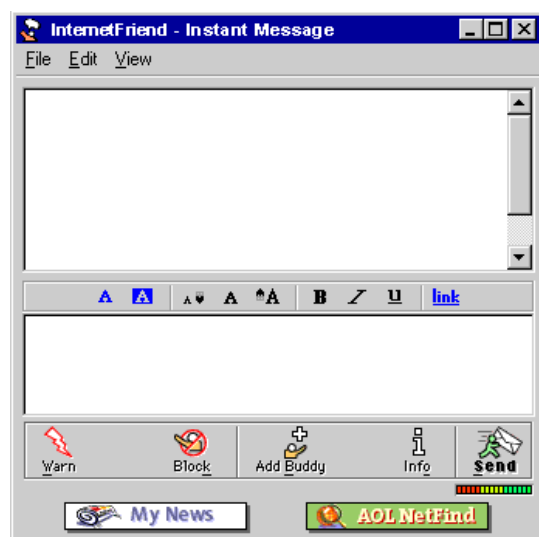 InternetFriend - Instant Message
File Edit View
A A A A A B I U link
Warn Block Add Buddy Info Send
My News AOL NetFind